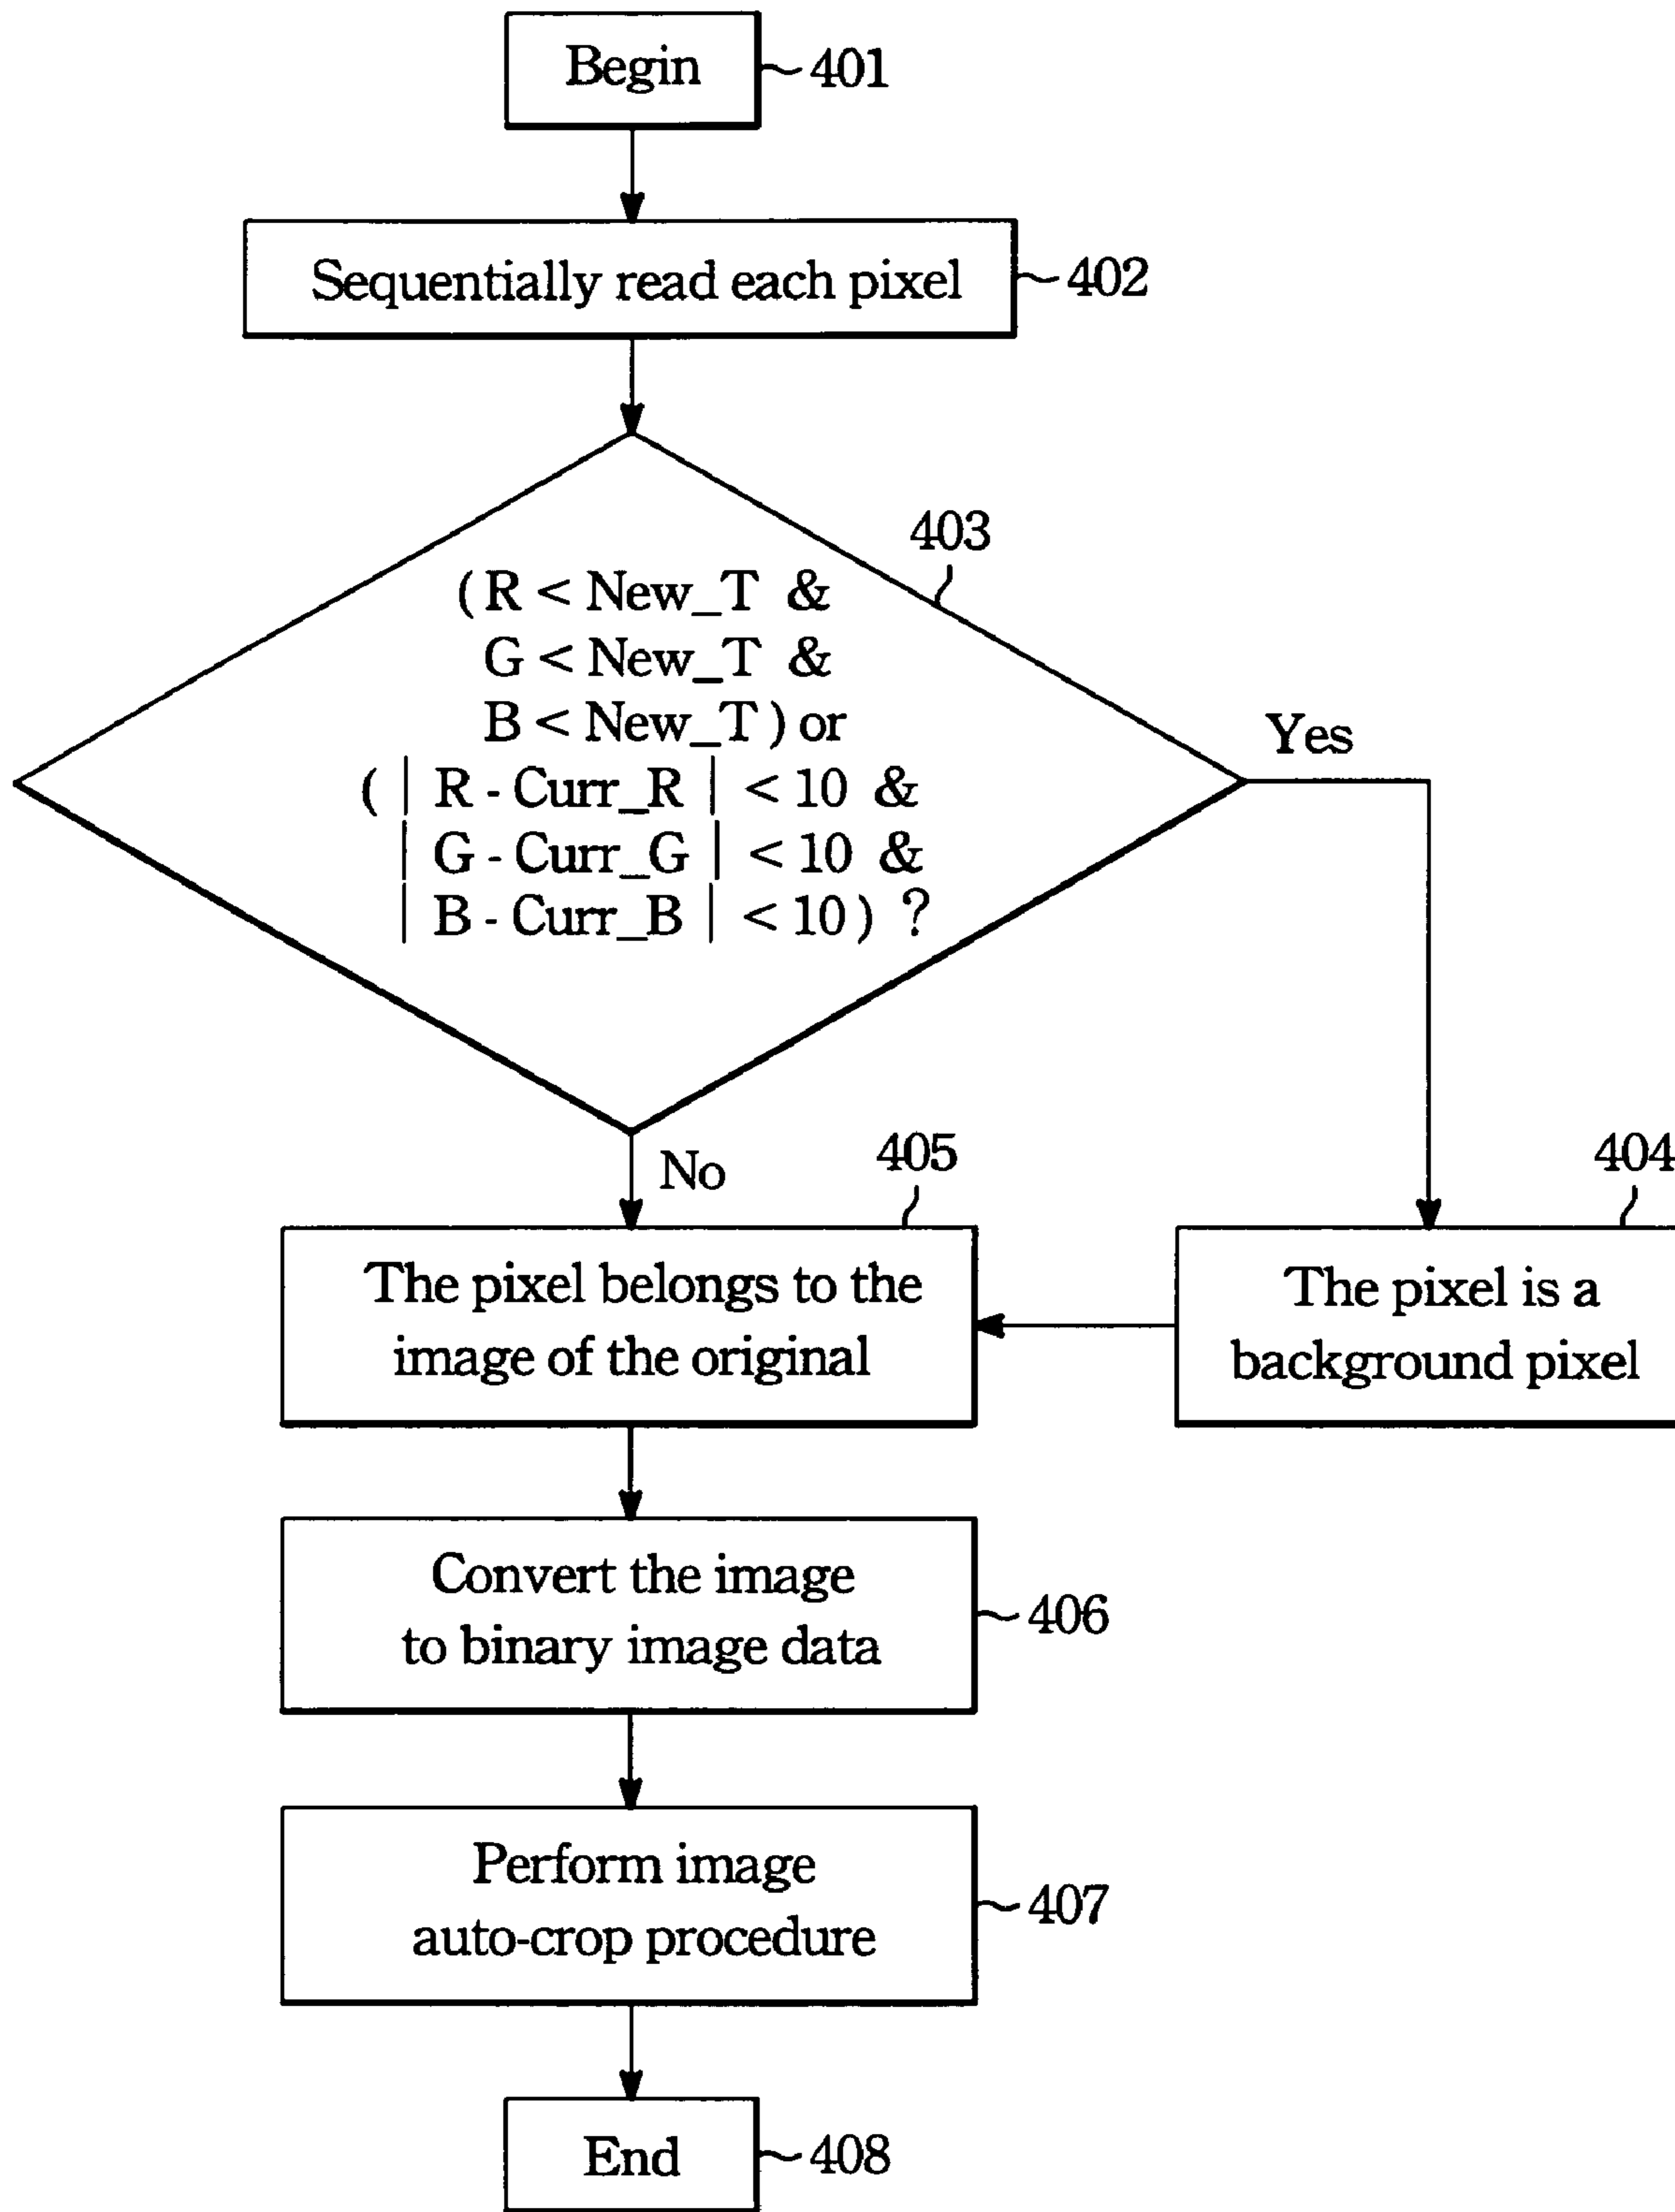 Begin
401
Sequentially read each pixel
402
403
( R < New_T &
G < New_T &
B < New_T ) or
( | R - Curr_R | < 10 &
| G - Curr_G | < 10 &
| B - Curr_B | < 10 ) ?
Yes
No
405
404
The pixel belongs to the
image of the original
The pixel is a
background pixel
Convert the image
to binary image data
406
Perform image
auto-crop procedure
407
End
408